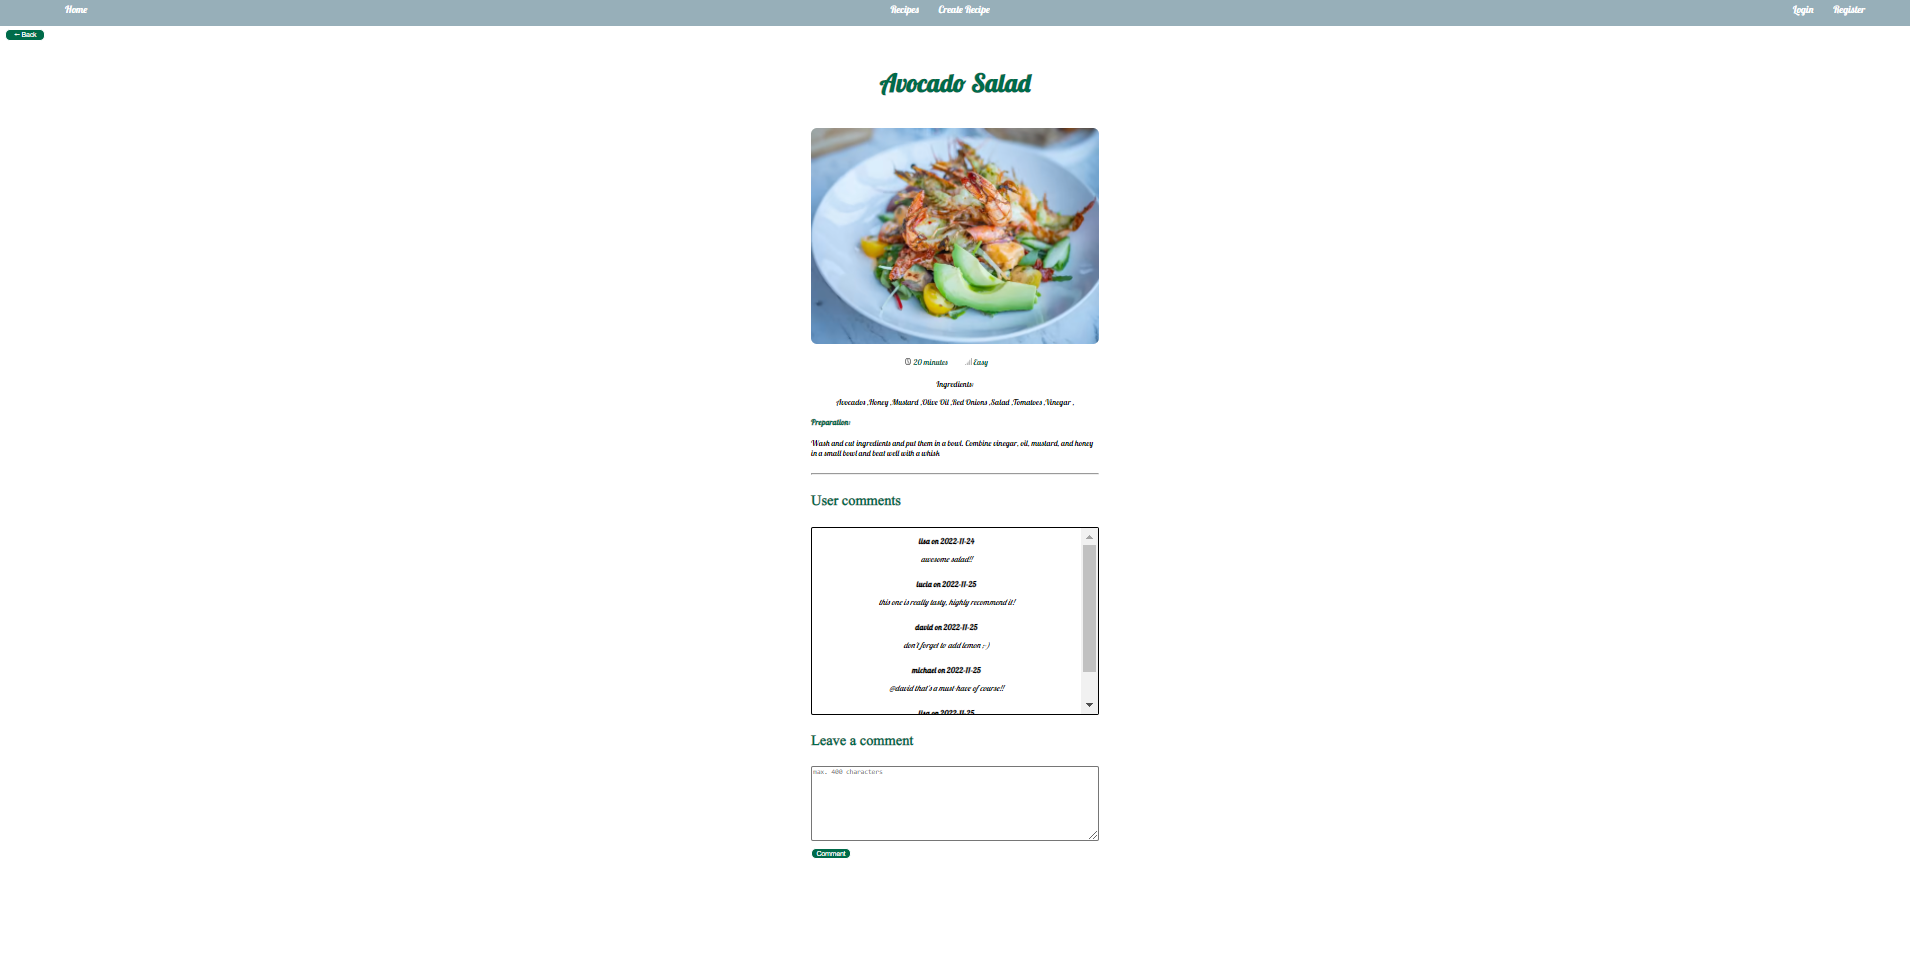 Home
Recipes
Create Recipe
Login
Register
← Back
Avocado Salad
20 minutes
Easy
Ingredients:
Avocados ,Honey ,Mustard ,Olive Oil ,Red Onions ,Salad ,Tomatoes ,Vinegar ,
Preparation:
Wash and cut ingredients and put them in a bowl. Combine vinegar, oil, mustard, and honey
in a small bowl and beat well with a whisk
User comments
lisa on 2022-11-24
awesome salad!!
lucia on 2022-11-25
this one is really tasty, highly recommend it!
david on 2022-11-25
don't forget to add lemon :-)
michael on 2022-11-25
@david that's a must-have of course!!
lisa on 2022-11-25
Leave a comment
max. 400 characters
Comment